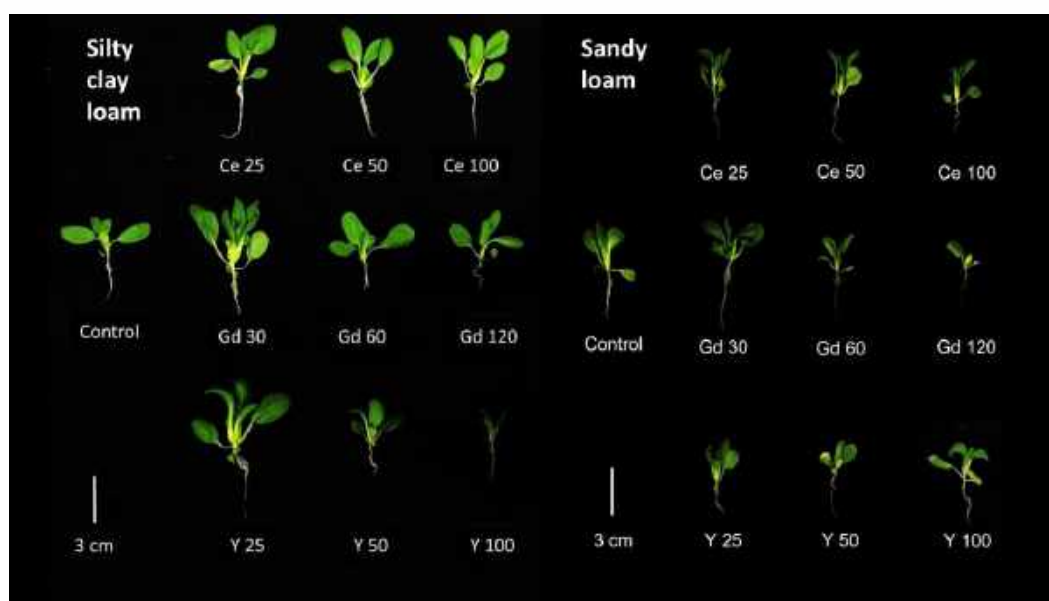 Silty
clay
loam
Ce 25 Ce 50 Ce 100
Control Gd 30 Gd 60 Gd 120
3 cm Y 25 Y 50 Y 100
Sandy
loam
Ce 25 Ce 50 Ce 100
Control Gd 30 Gd 60 Gd 120
3 cm Y 25 Y 50 Y 100